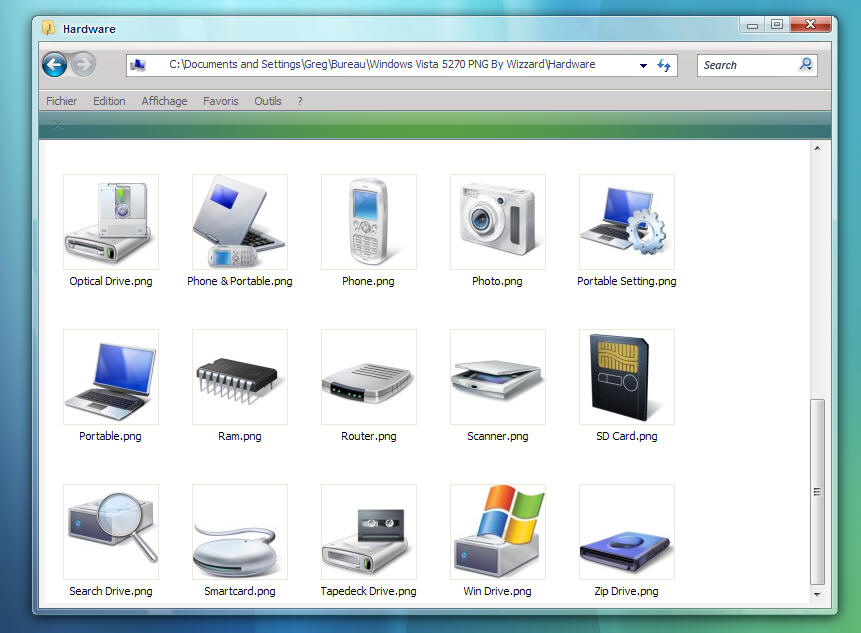 Hardware
C:\Documents and Settings\Greg\Bureau\Windows Vista 5270 PNG By Wizzard\Hardware
Search
Fichier Edition Affichage Favoris Outils ?
Optical Drive.png Phone & Portable.png Phone.png Photo.png Portable Setting.png
Portable.png Ram.png Router.png Scanner.png SD Card.png
Search Drive.png Smartcard.png Tapedeck Drive.png Win Drive.png Zip Drive.png